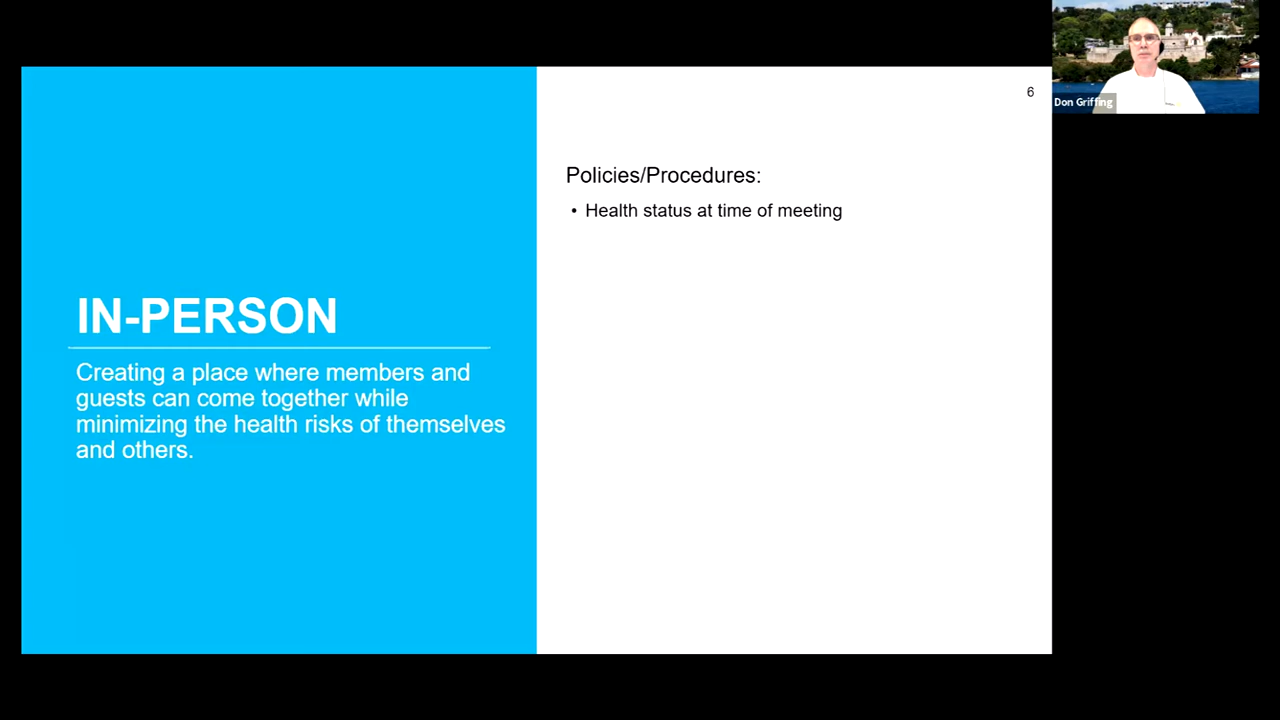 IN-PERSON
Creating a place where members and
guests can come together while
minimizing the health risks of themselves
and others.
6
Policies/Procedures:
• Health status at time of meeting
Don Griffing